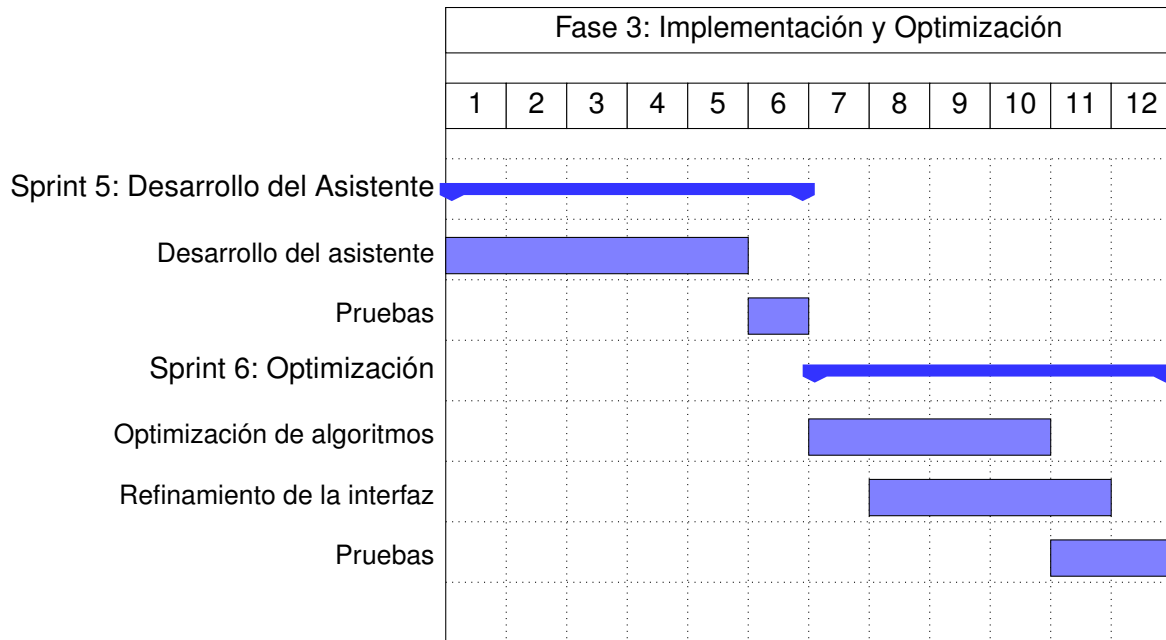 Fase 3: Implementación y Optimización
1 2 3 4 5 6 7 8 9 10 11 12
Sprint 5: Desarrollo del Asistente
Desarrollo del asistente
Pruebas
Sprint 6: Optimización
Optimización de algoritmos
Refinamiento de la interfaz
Pruebas